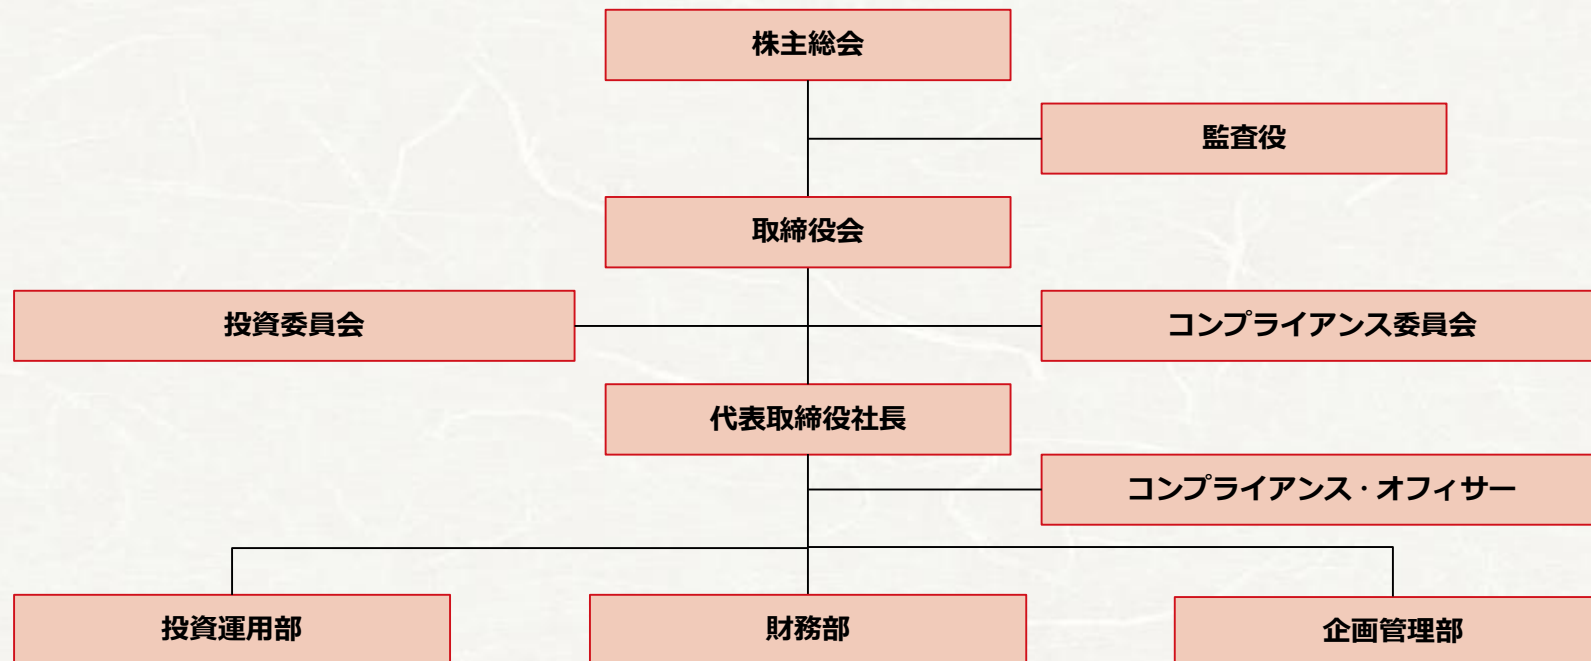 株主総会
監査役
取締役会
投資委員会
コンプライアンス委員会
代表取締役社長
コンプライアンス・オフィサー
投資運用部
財務部
企画管理部